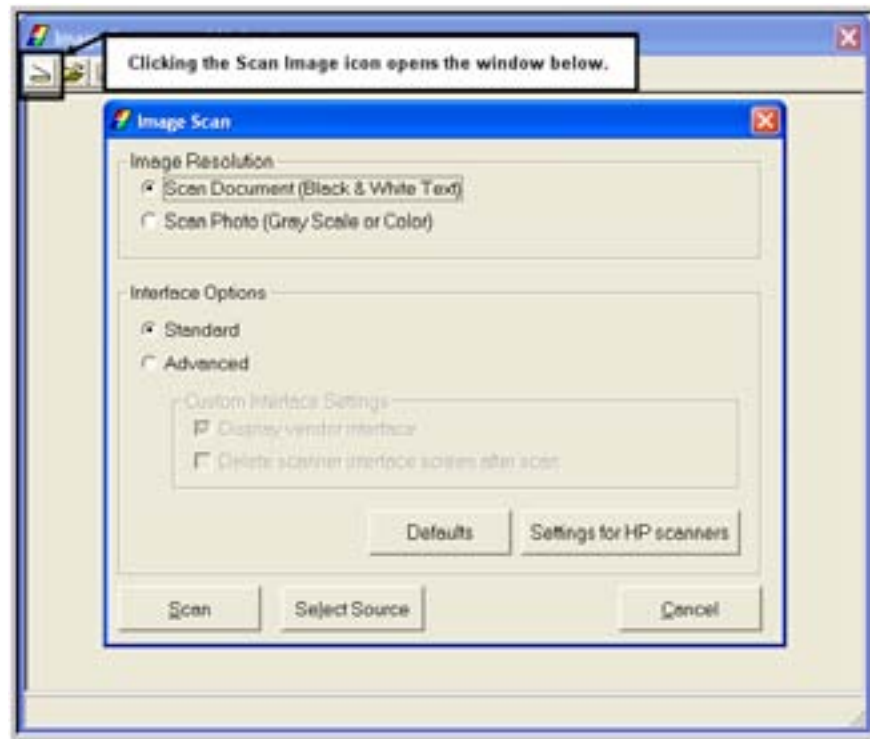 Clicking the Scan Image icon opens the window below.
Image Scan
Image Resolution
Scan Document (Black & White Text)
Scan Photo (Gray Scale or Color)
Interface Options
Standard
Advanced
Custom Interface Settings
Display vendor interface
Delete scanner interface screen after scan
Defaults
Settings for HP scanners
Scan
Select Source
Cancel